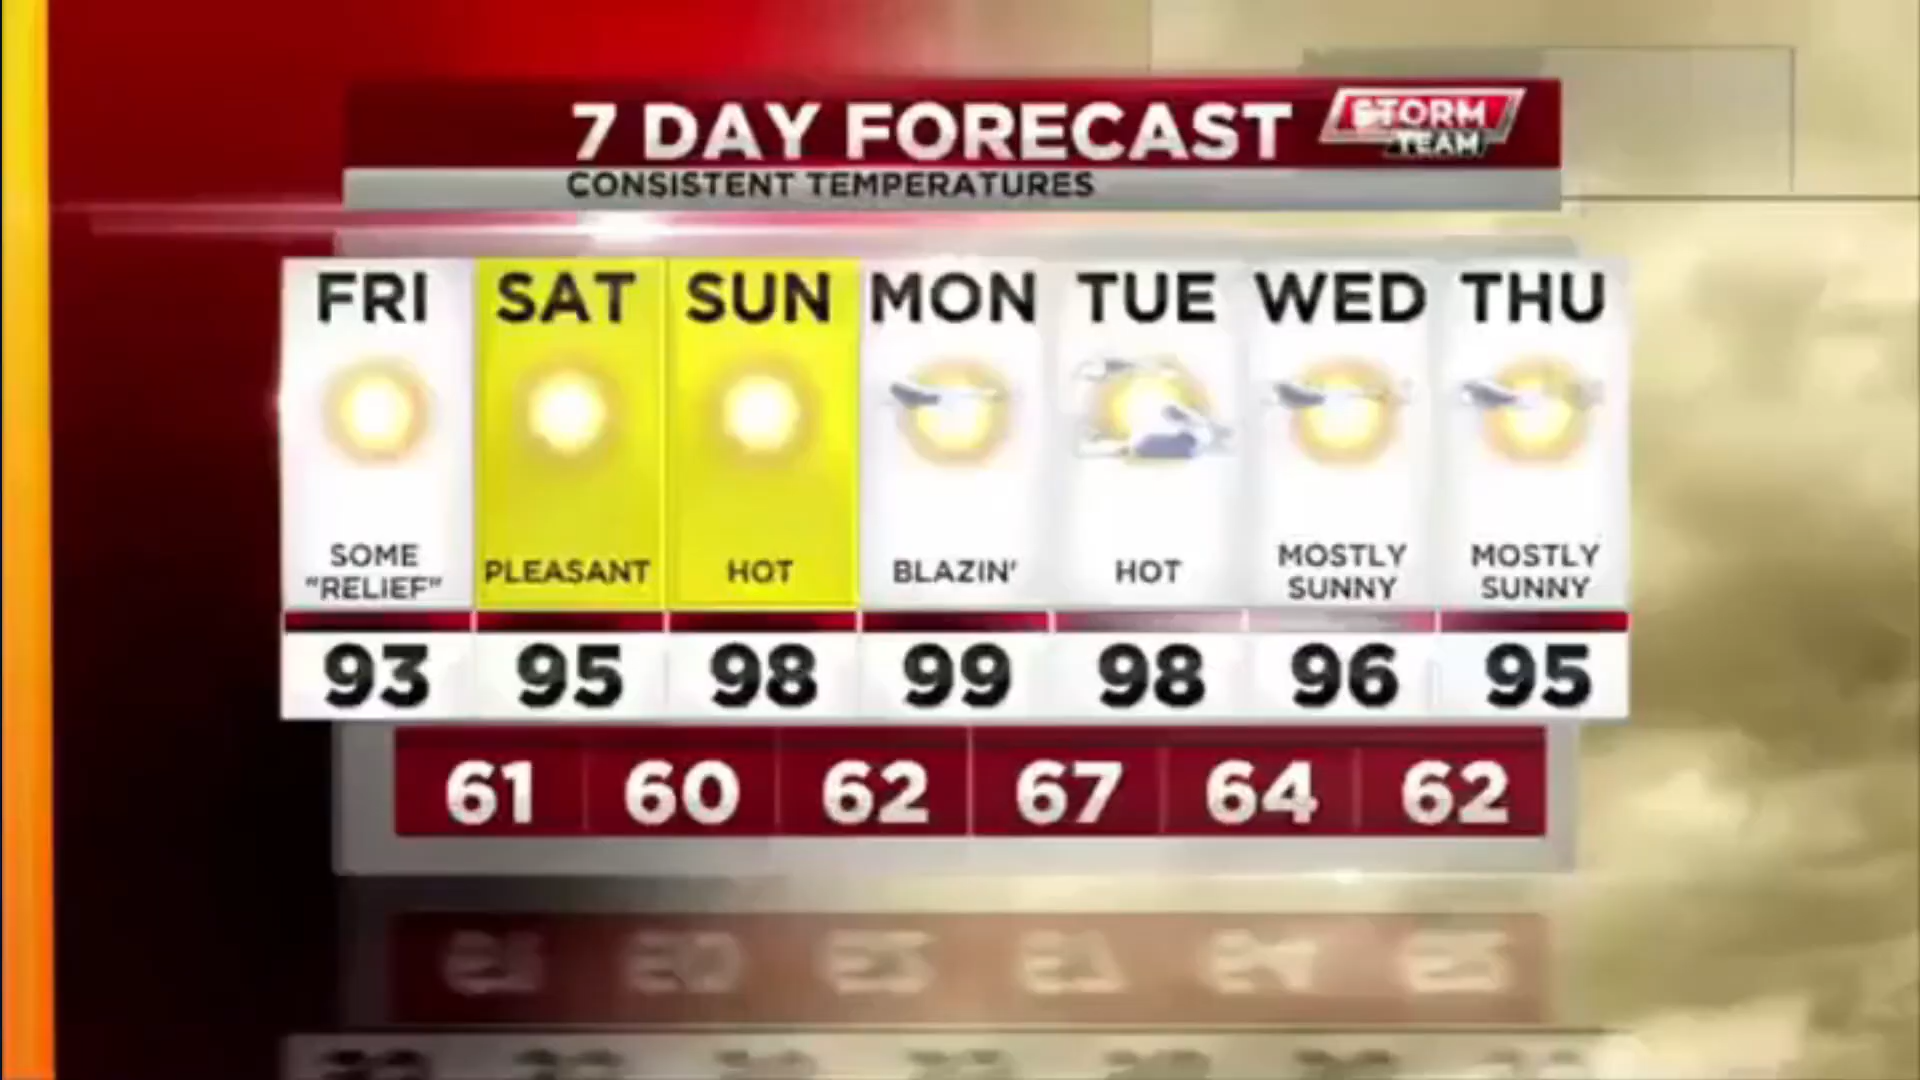 7 DAY FORECAST
STORM
TEAM
CONSISTENT TEMPERATURES
FRI SAT SUN MON TUE WED THU
SOME
"RELIEF"
PLEASANT
HOT
BLAZIN'
HOT
MOSTLY
SUNNY
MOSTLY
SUNNY
93 95 98 99 98 96 95
61 60 62 67 64 62